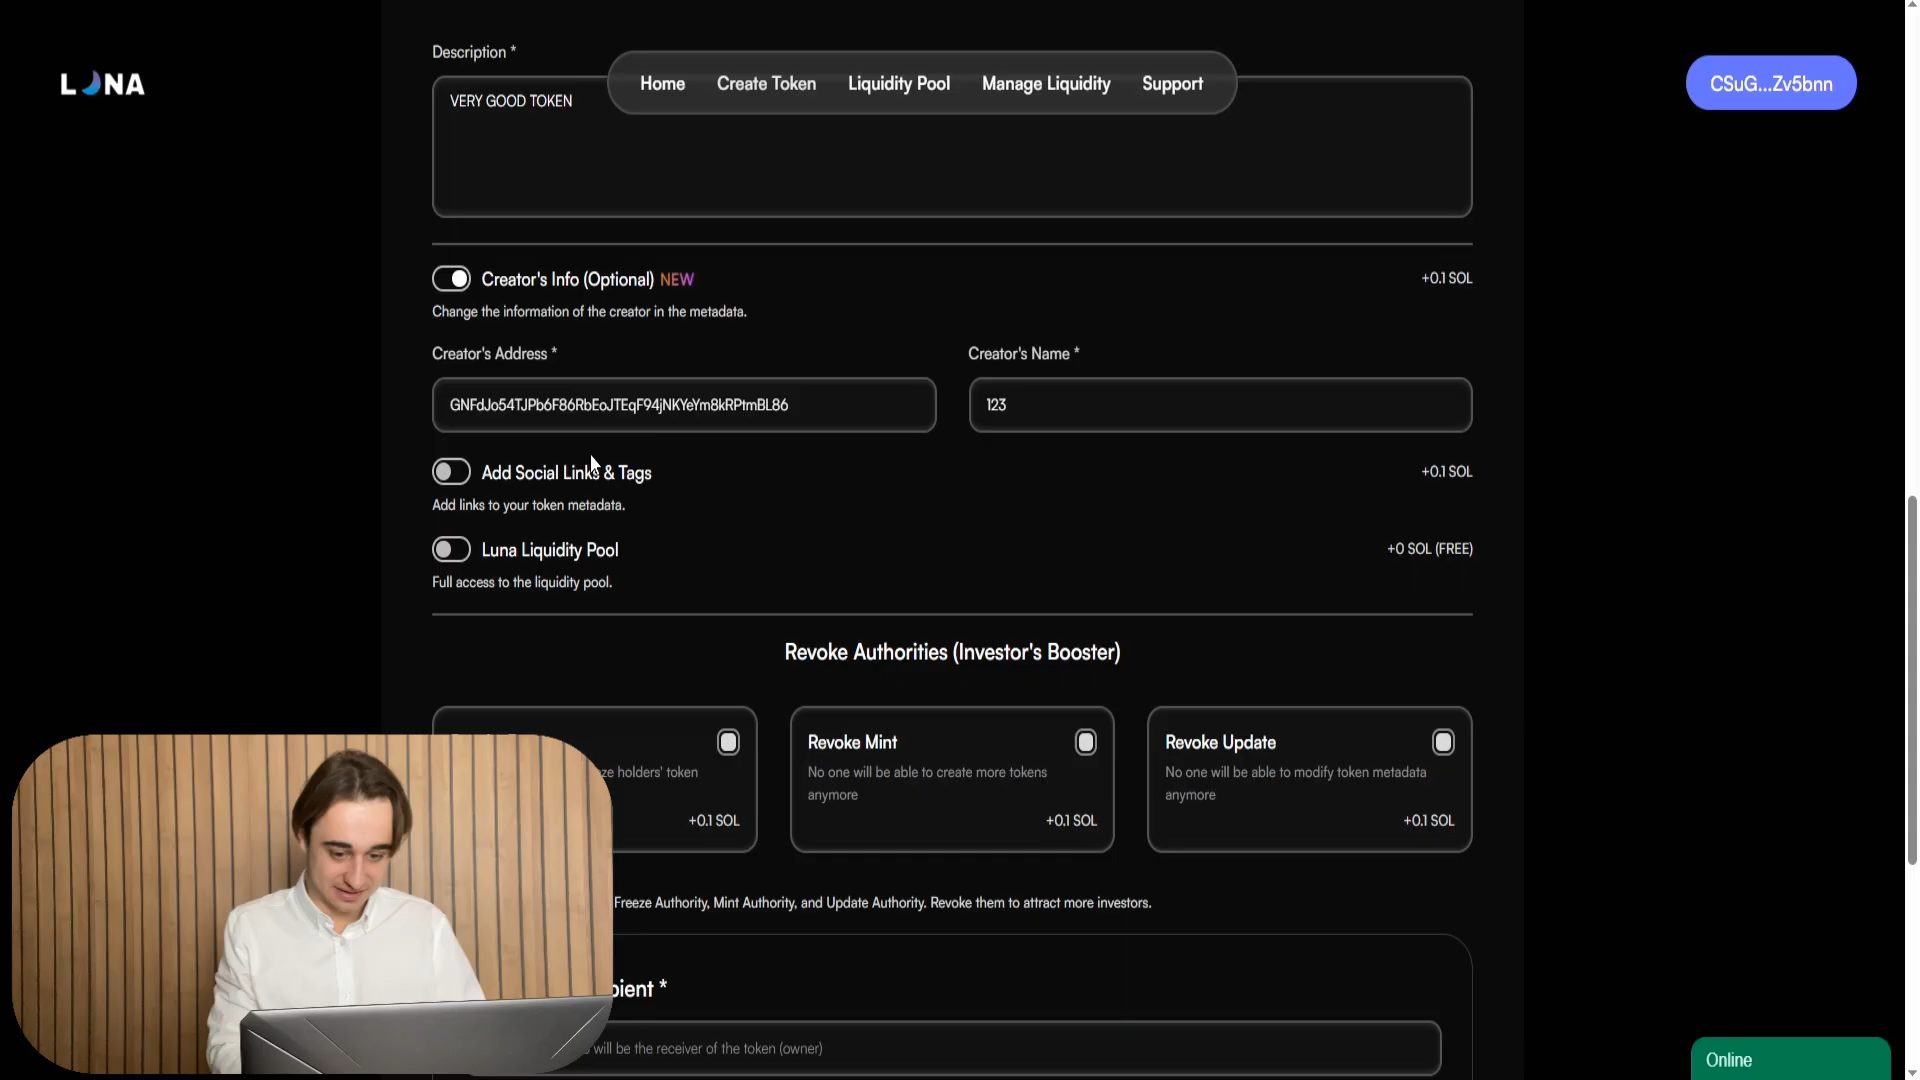 LUNA
Home Create Token Liquidity Pool Manage Liquidity Support
CSuG...Zv5bnn
Description *
VERY GOOD TOKEN
Creator's Info (Optional) NEW
+0.1 SOL
Change the information of the creator in the metadata.
Creator's Address *
Creator's Name *
GNFdJo54TJPb6F86RbEoJTEqF94jNKYeYm8kRPtmBL86
123
Add Social Links & Tags
+0.1 SOL
Add links to your token metadata.
Luna Liquidity Pool
+0 SOL (FREE)
Full access to the liquidity pool.
Revoke Authorities (Investor's Booster)
holders' token
+0.1 SOL
Revoke Mint
No one will be able to create more tokens
anymore
+0.1 SOL
Revoke Update
No one will be able to modify token metadata
anymore
+0.1 SOL
Freeze Authority, Mint Authority, and Update Authority. Revoke them to attract more investors.
pient *
will be the receiver of the token (owner)
Online